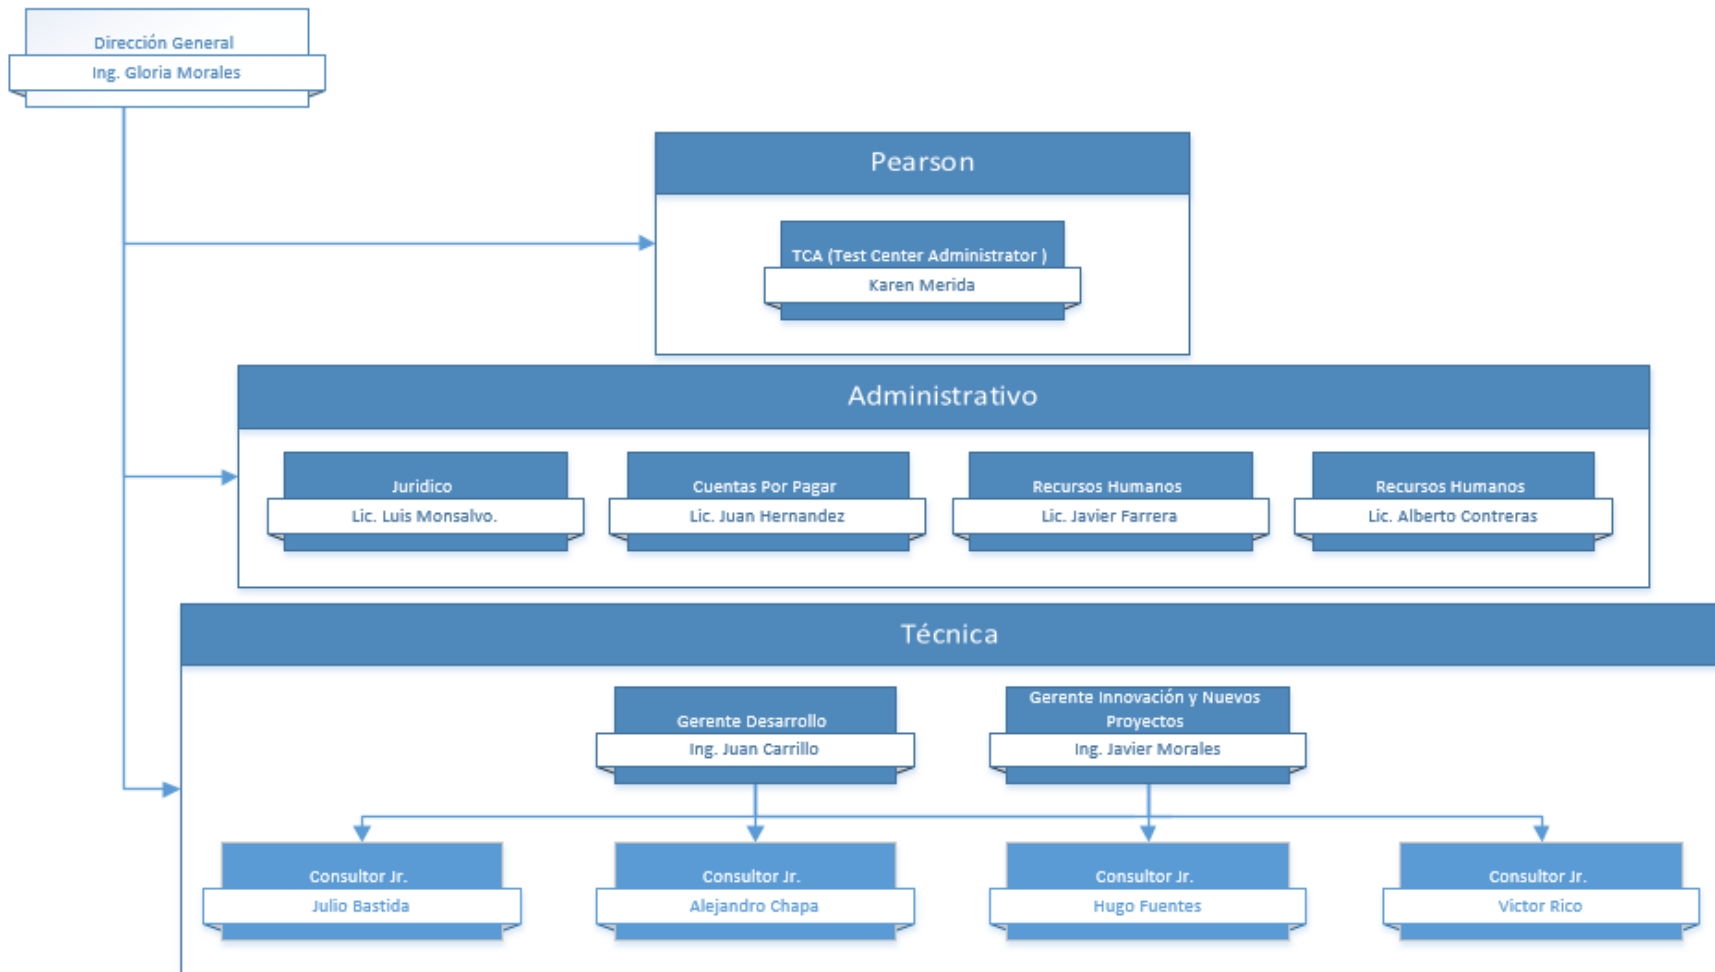 Dirección General
Ing. Gloria Morales
Pearson
TCA (Test Center Administrator )
Karen Merida
Administrativo
Juridico
Lic. Luis Monsalvo.
Cuentas Por Pagar
Lic. Juan Hernandez
Recursos Humanos
Lic. Javier Farrera
Recursos Humanos
Lic. Alberto Contreras
Técnica
Gerente Desarrollo
Ing. Juan Carrillo
Gerente Innovación y Nuevos
Proyectos
Ing. Javier Morales
Consultor Jr.
Julio Bastida
Consultor Jr.
Alejandro Chapa
Consultor Jr.
Hugo Fuentes
Consultor Jr.
Victor Rico